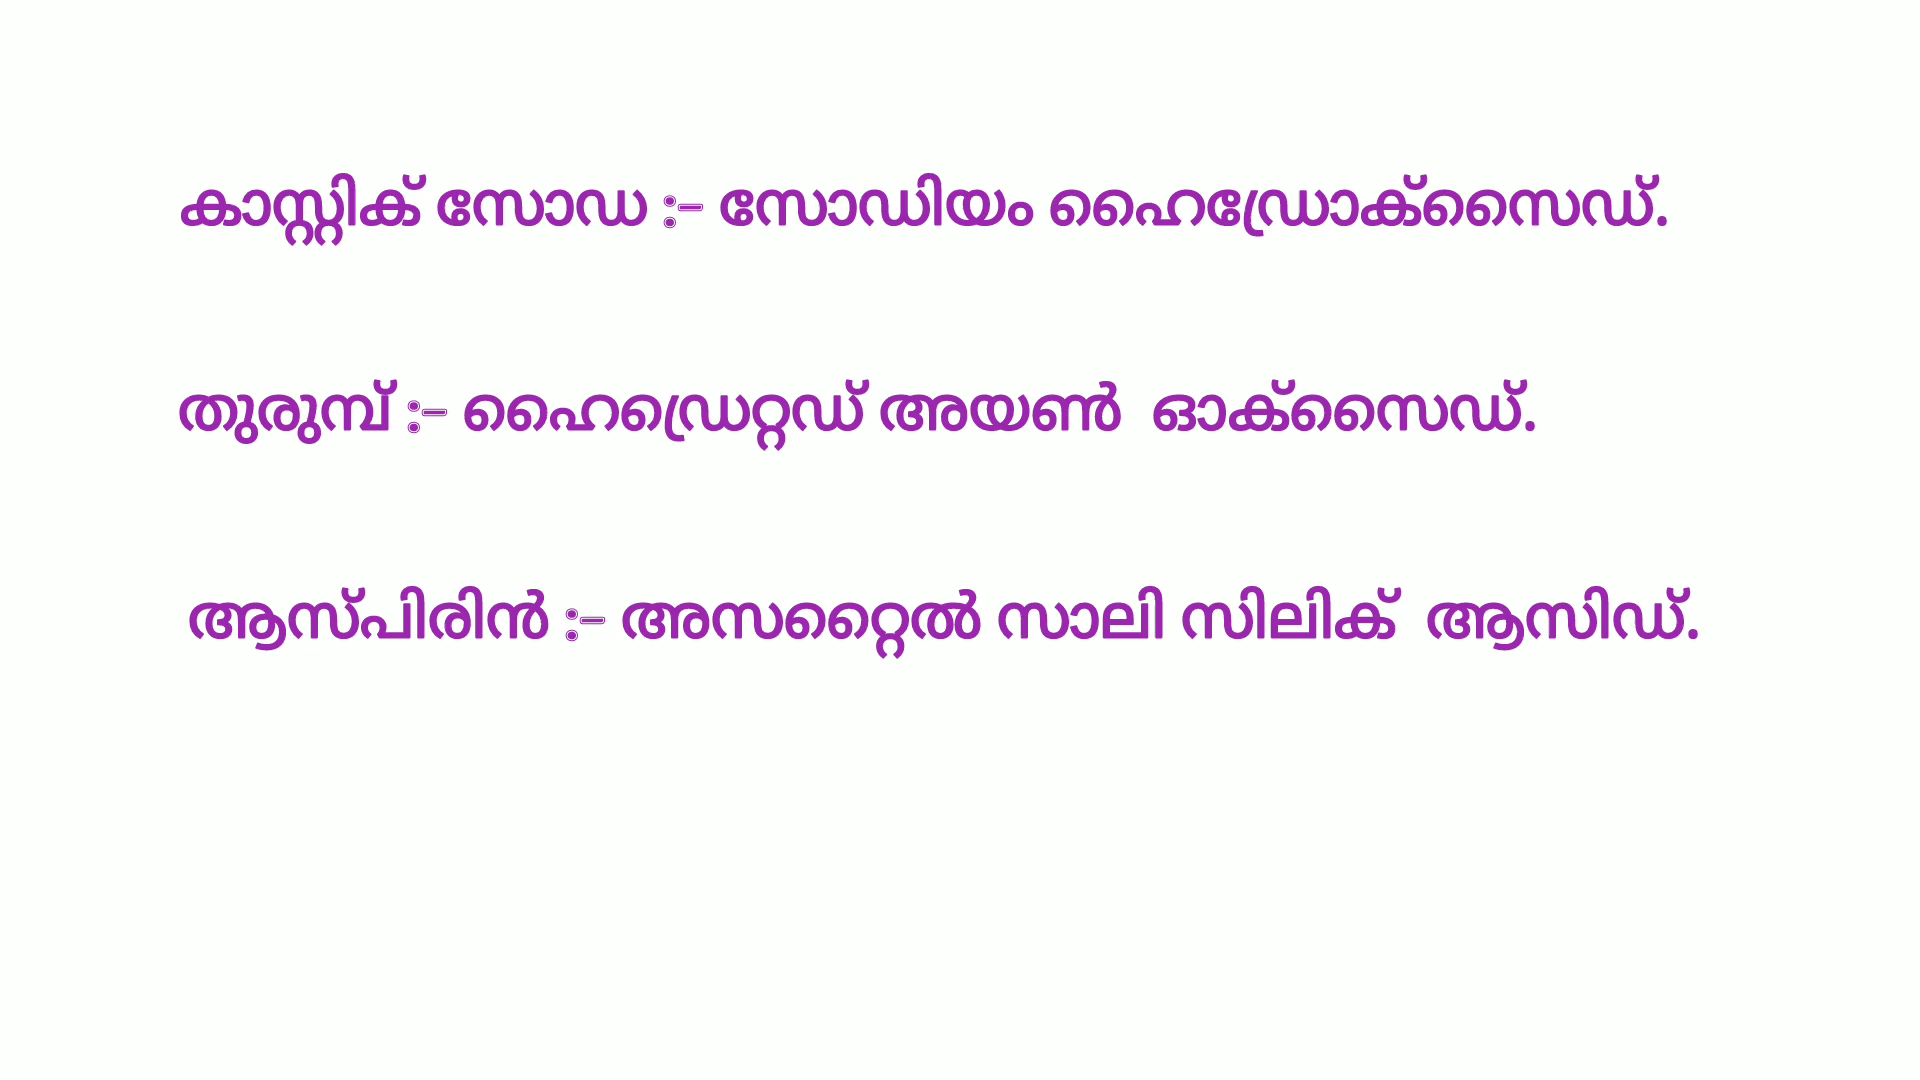 കാസ്റ്റിക് സോഡ :- സോഡിയം ഹൈഡ്രോക്സൈഡ്.
തുരുമ്പ് :- ഹൈഡ്രെറ്റഡ് അയൺ ഓക്സൈഡ്.
ആസ്പിരിൻ :- അസറ്റൈൽ സാലി സിലിക് ആസിഡ്.